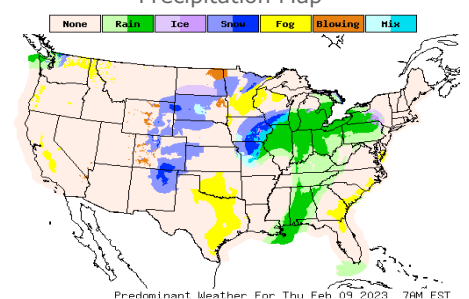 Precipitation Map
None Rain Ice Snow Fog Blowing Mix
Predominant Weather For Thu Feb 09 2023 7AM EST